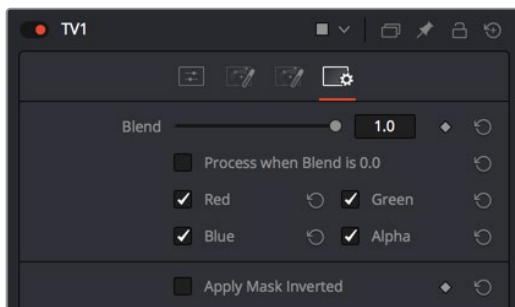 TV1
Blend 1.0
Process when Blend is 0.0
Red Green
Blue Alpha
Apply Mask Inverted